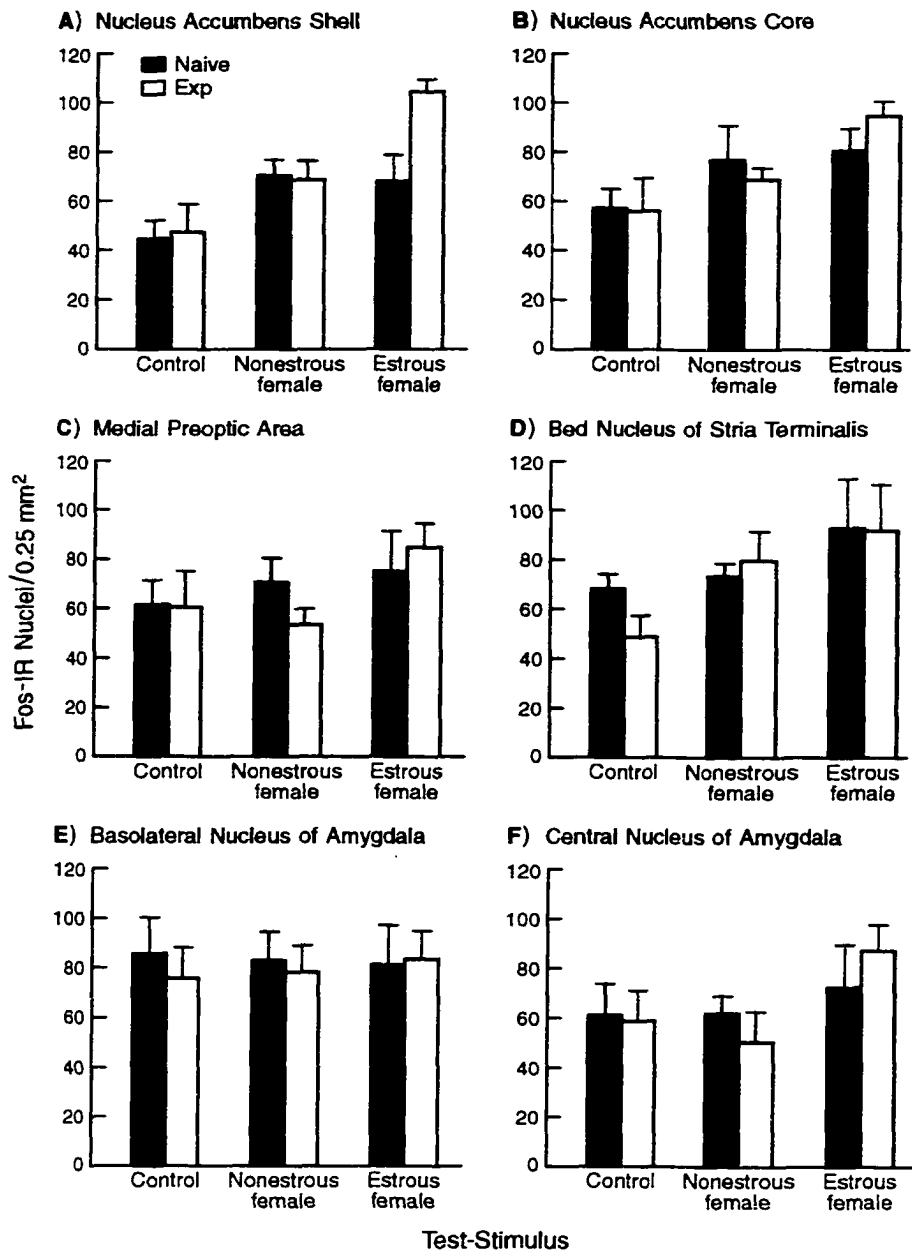 A) Nucleus Accumbens Shell
120
100
80
60
40
20
0
Naive
Exp
Control
Nonestrous
female
Estrous
female
B) Nucleus Accumbens Core
120
100
80
60
40
20
0
Control
Nonestrous
female
Estrous
female
Fos-IR Nuclei/0.25 mm²
C) Medial Preoptic Area
120
100
80
60
40
20
0
Control
Nonestrous
female
Estrous
female
D) Bed Nucleus of Stria Terminalis
120
100
80
60
40
20
0
Control
Nonestrous
female
Estrous
female
E) Basolateral Nucleus of Amygdala
120
100
80
60
40
20
0
Control
Nonestrous
female
Estrous
female
F) Central Nucleus of Amygdala
120
100
80
60
40
20
0
Control
Nonestrous
female
Estrous
female
Test-Stimulus